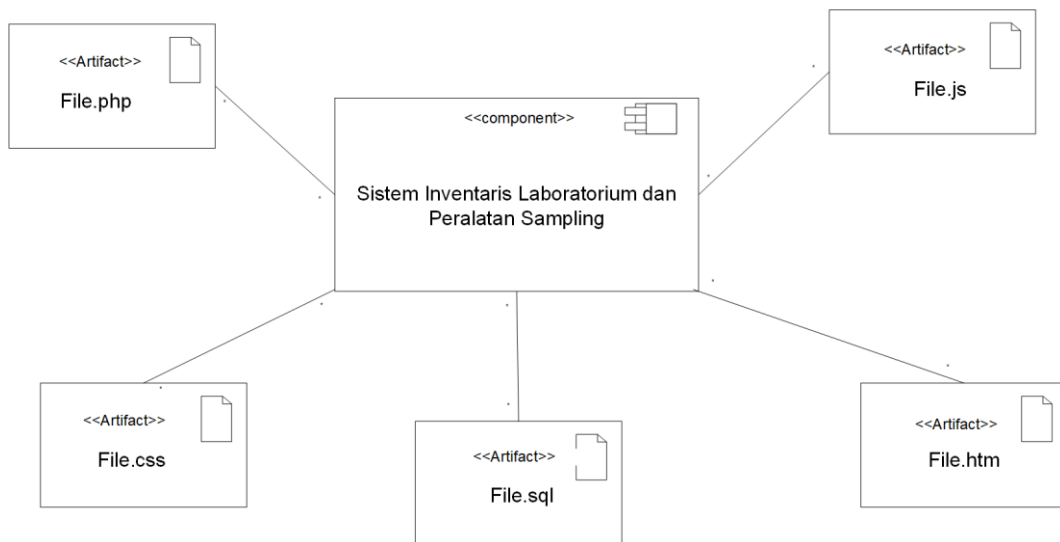 <<Artifact>>
File.php
<<component>>
Sistem Inventaris Laboratorium dan
Peralatan Sampling
<<Artifact>>
File.js
<<Artifact>>
File.css
<<Artifact>>
File.sql
<<Artifact>>
File.htm